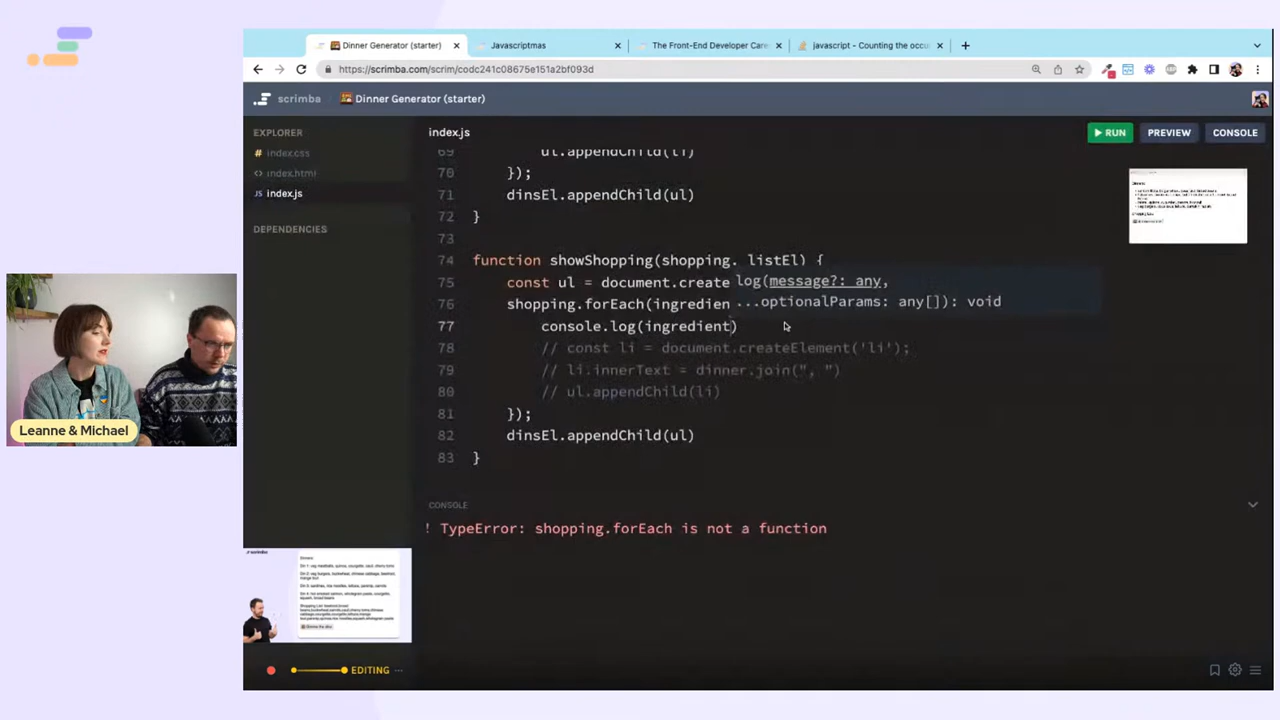 Dinner Generator (starter)
Javascriptmas
The Front-End Developer Care
javascript - Counting the occu
https://scrimba.com/scrim/codc241c08675e151a2bf093d
scrimba / Dinner Generator (starter)
EXPLORER
index.css
index.html
JS index.js
DEPENDENCIES
index.js
RUN PREVIEW CONSOLE
69 ul.appendChild(li)
70 });
71 dinsEl.appendChild(ul)
72 }
73
74 function showShopping(shopping. listEl) {
75 const ul = document.create
76 shopping.forEach(ingredien
log(message?: any,
...optionalParams: any[]): void
77 console.log(ingredient)
78 // const li = document.createElement('li');
79 // li.innerText = dinner.join(", ")
80 // ul.appendChild(li)
81 });
82 dinsEl.appendChild(ul)
83 }
CONSOLE
! TypeError: shopping.forEach is not a function
Leanne & Michael
EDITING ...